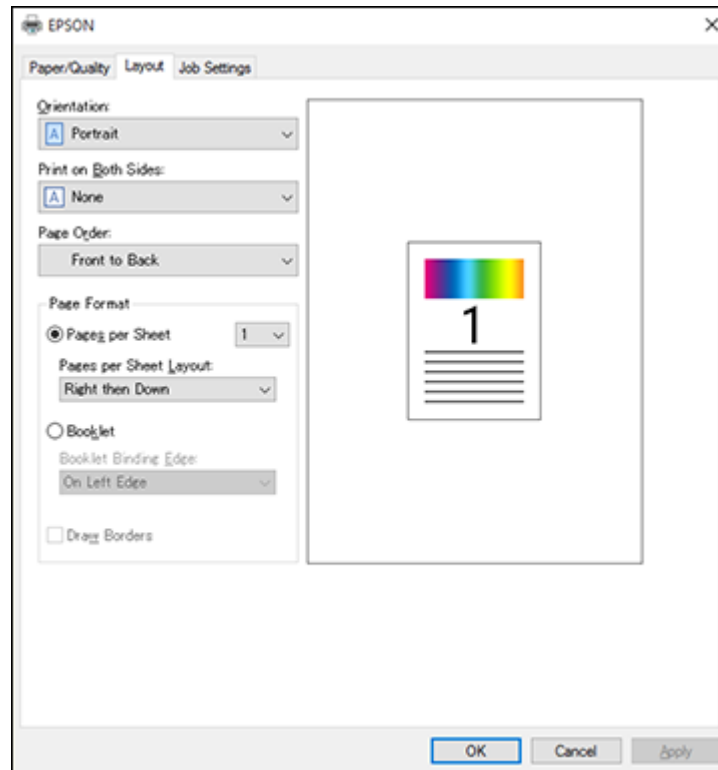 EPSON
Paper/Quality Layout Job Settings
Orientation:
A Portrait
Print on Both Sides:
A None
Page Order:
Front to Back
Page Format
Pages per Sheet 1
Pages per Sheet Layout:
Right then Down
Booklet
Booklet Binding Edge:
On Left Edge
Draw Borders
1
OK Cancel Apply